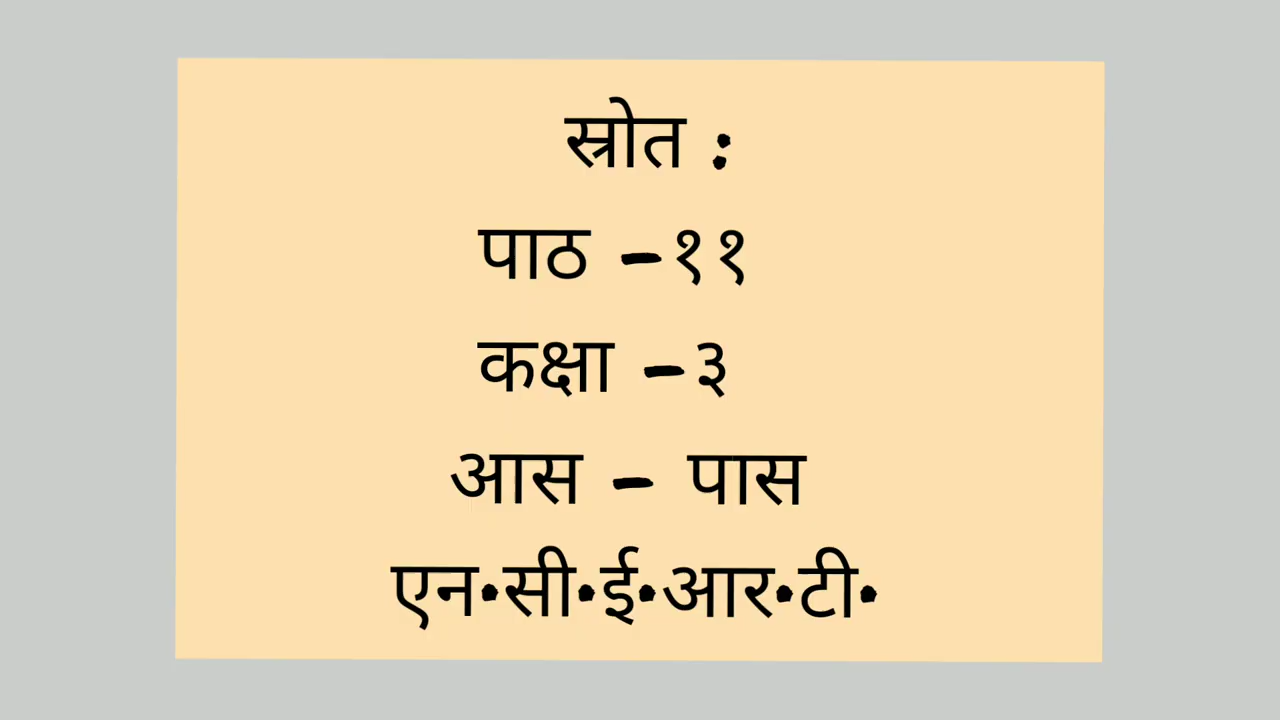 स्रोत :
पाठ -११
कक्षा -३
आस - पास
एन·सी·ई·आर·टी·